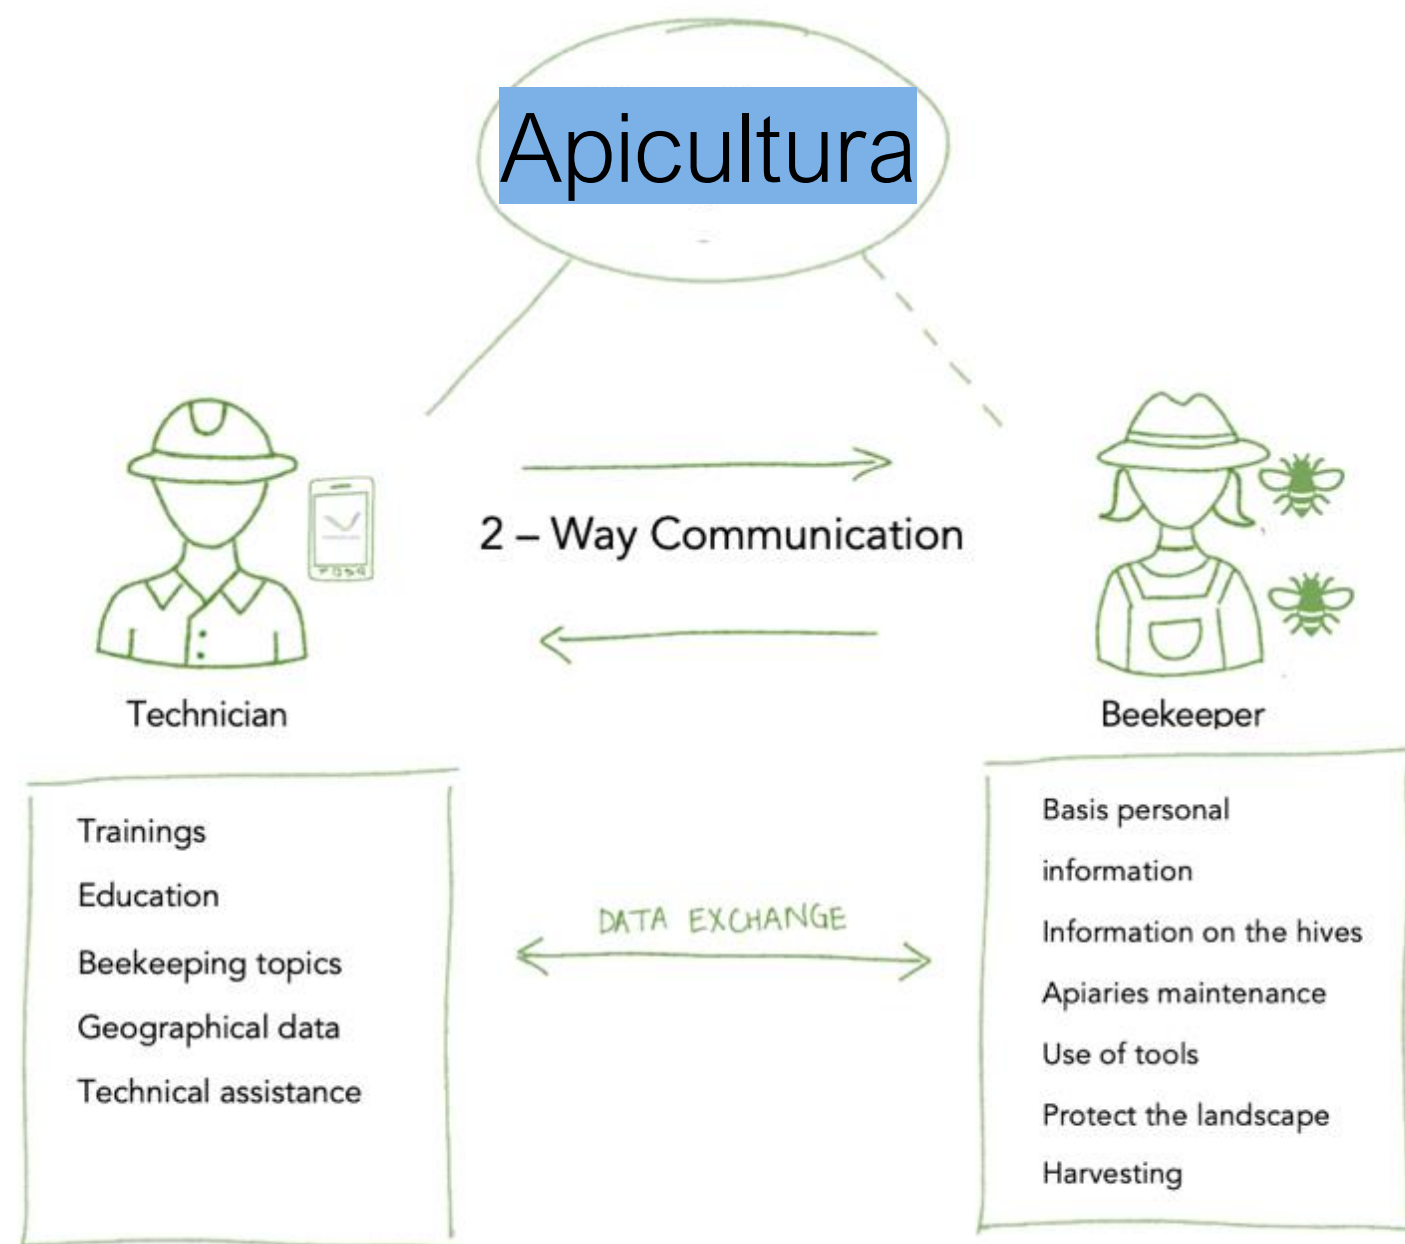 Apicultura
2 – Way Communication
Technician
Beekeeper
Trainings
Education
Beekeeping topics
Geographical data
Technical assistance
DATA EXCHANGE
Basis personal
information
Information on the hives
Apiaries maintenance
Use of tools
Protect the landscape
Harvesting